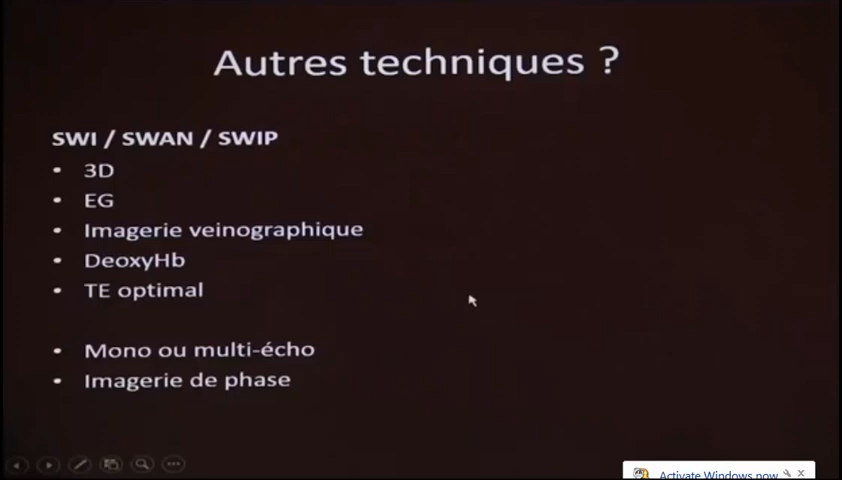 Autres techniques ?
SWI / SWAN / SWIP
• 3D
• EG
• Imagerie veinographique
• DeoxyHb
• TE optimal
• Mono ou multi-écho
• Imagerie de phase
Activate Windows now